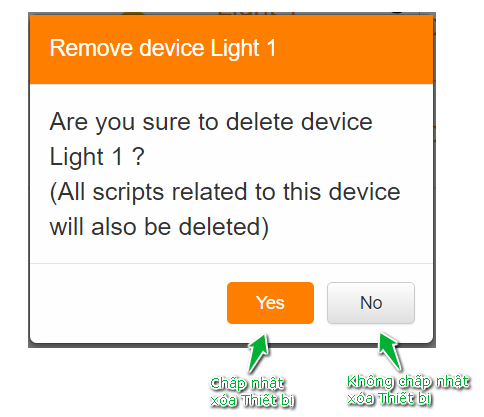 Remove device Light 1
Are you sure to delete device
Light 1 ?
(All scripts related to this device
will also be deleted)
Yes
No
Chấp nhật
xóa Thiết bị
Không chấp nhật
xóa Thiết bị